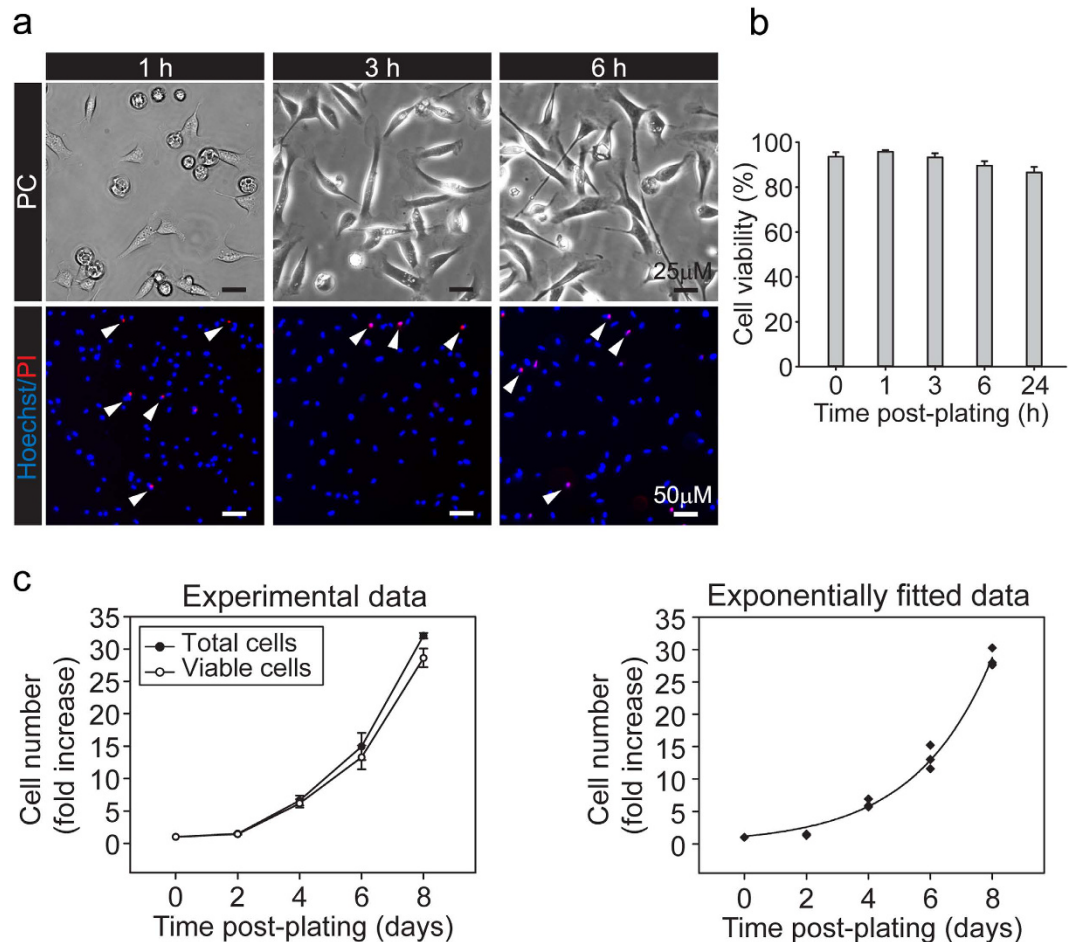 a
1 h
3 h
6 h
PC
25µM
Hoechst/PI
50µM
b
Cell viability (%)
100
80
60
40
20
0
0 1 3 6 24
Time post-plating (h)
c
Experimental data
Total cells
Viable cells
Cell number
(fold increase)
35
30
25
20
15
10
5
0
0 2 4 6 8
Time post-plating (days)
Exponentially fitted data
Cell number
(fold increase)
35
30
25
20
15
10
5
0
0 2 4 6 8
Time post-plating (days)